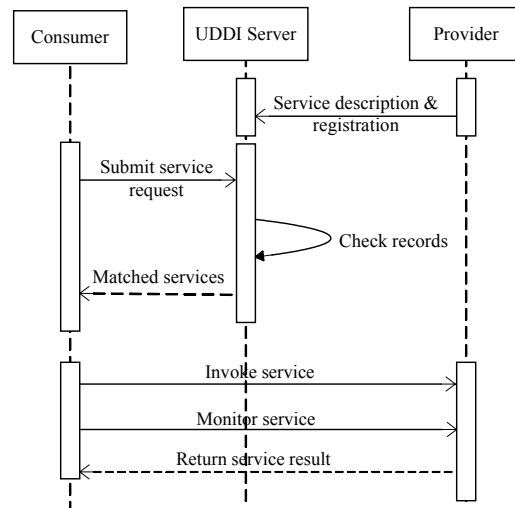 Consumer
UDDI Server
Provider
Service description &
registration
Submit service
request
Check records
Matched services
Invoke service
Monitor service
Return service result